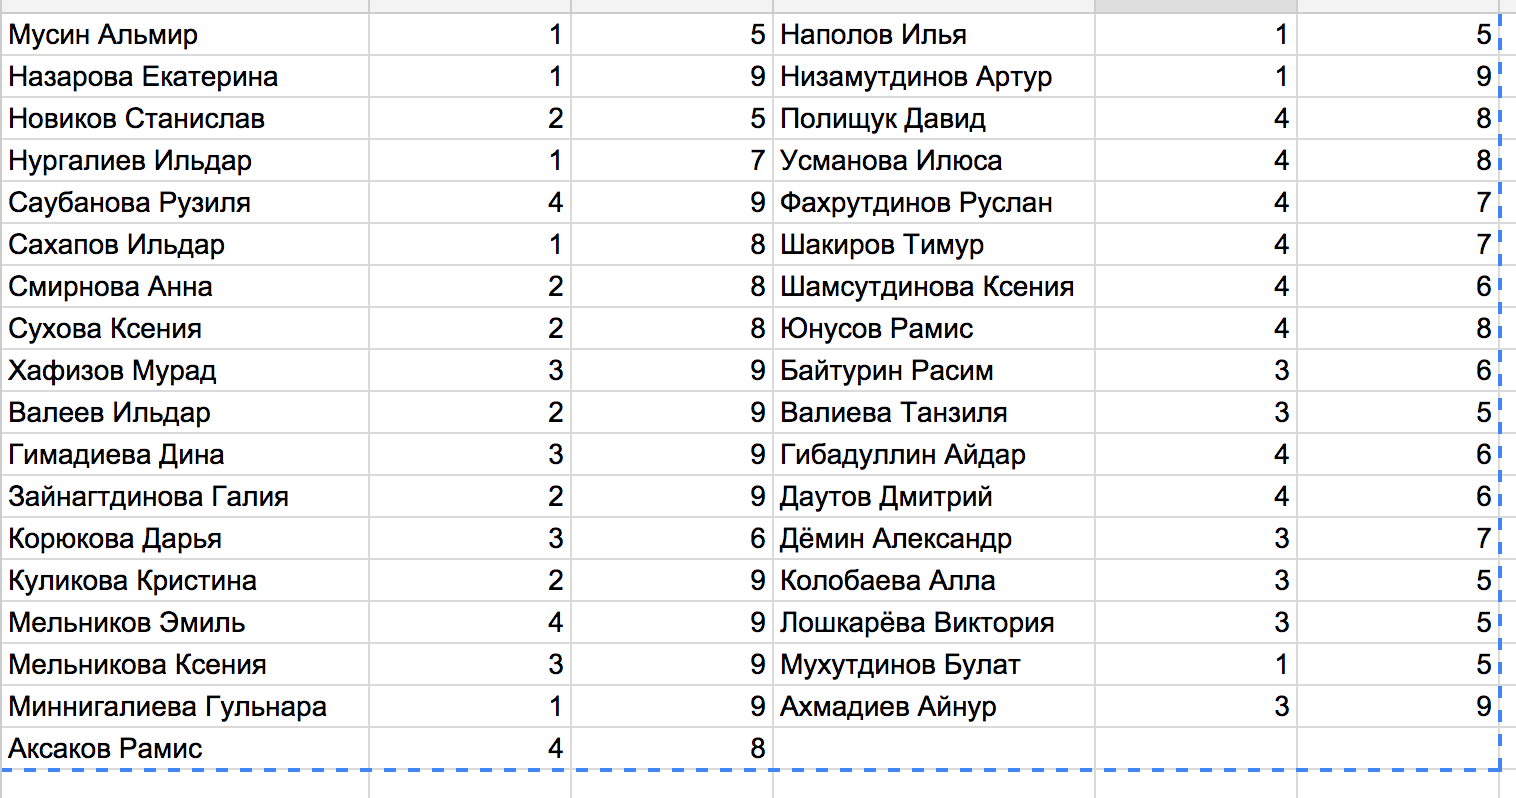 Мусин Альмир 1 5 Наполов Илья 1 5
Назарова Екатерина 1 9 Низамутдинов Артур 1 9
Новиков Станислав 2 5 Полищук Давид 4 8
Нургалиев Ильдар 1 7 Усманова Илюса 4 8
Саубанова Рузиля 4 9 Фахрутдинов Руслан 4 7
Сахапов Ильдар 1 8 Шакиров Тимур 4 7
Смирнова Анна 2 8 Шамсутдинова Ксения 4 6
Сухова Ксения 2 8 Юнусов Рамис 4 8
Хафизов Мурад 3 9 Байтурин Расим 3 6
Валеев Ильдар 2 9 Валиева Танзиля 3 5
Гимадиева Дина 3 9 Гибадуллин Айдар 4 6
Зайнагтдинова Галия 2 9 Даутов Дмитрий 4 6
Корюкова Дарья 3 6 Дёмин Александр 3 7
Куликова Кристина 2 9 Колобаева Алла 3 5
Мельников Эмиль 4 9 Лошкарёва Виктория 3 5
Мельникова Ксения 3 9 Мухутдинов Булат 1 5
Миннигалиева Гульнара 1 9 Ахмадиев Айнур 3 9
Аксаков Рамис 4 8